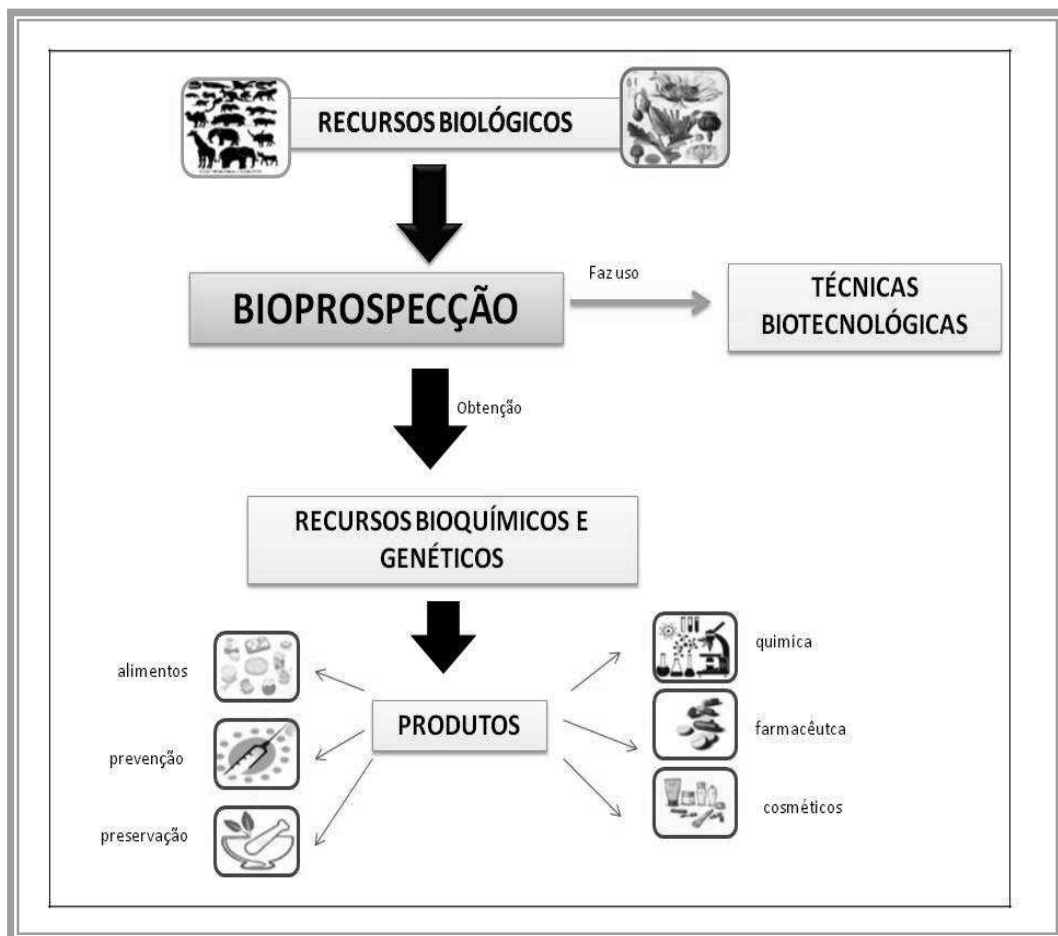 RECURSOS BIOLÓGICOS
BIOPROSPECÇÃO
Faz uso
TÉCNICAS
BIOTECNOLÓGICAS
Obtenção
RECURSOS BIOQUÍMICOS E
GENÉTICOS
PRODUTOS
alimentos
prevenção
preservação
quimica
farmacêutca
cosméticos